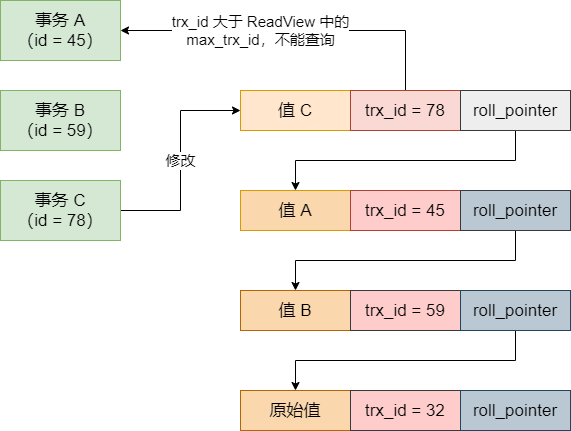 事务 A
（id = 45）
trx_id 大于 ReadView 中的
max_trx_id，不能查询
事务 B
（id = 59）
值 C
trx_id = 78
roll_pointer
修改
事务 C
（id = 78）
值 A
trx_id = 45
roll_pointer
值 B
trx_id = 59
roll_pointer
原始值
trx_id = 32
roll_pointer